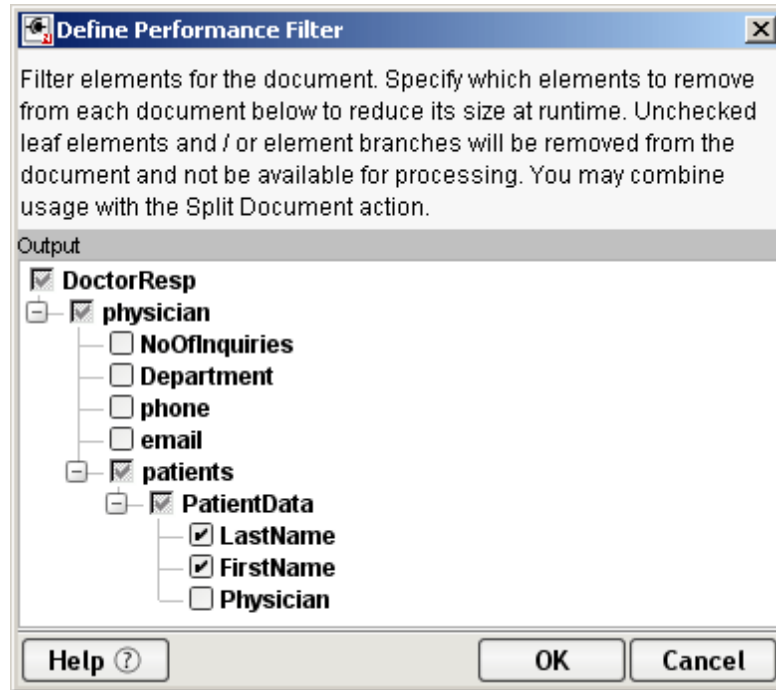 Define Performance Filter
Filter elements for the document. Specify which elements to remove
from each document below to reduce its size at runtime. Unchecked
leaf elements and / or element branches will be removed from the
document and not be available for processing. You may combine
usage with the Split Document action.
Output
DoctorResp
physician
NoOfInquiries
Department
phone
email
patients
PatientData
LastName
FirstName
Physician
Help ?
OK
Cancel